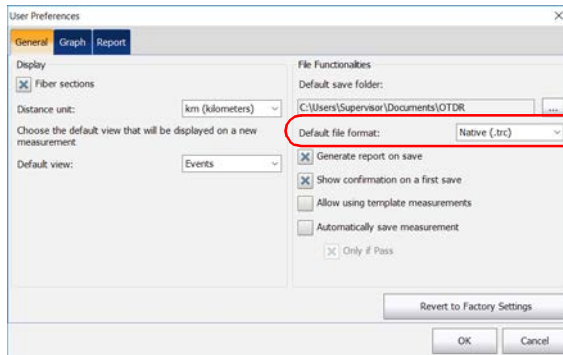 User Preferences
General Graph Report
Display
Fiber sections
Distance unit: km (kilometers)
Choose the default view that will be displayed on a new
measurement
Default view: Events
File Functionalties
Default save folder:
C:\Users\Supervisor\Documents\OTDR ...
Default file format: Native (.trc)
Generate report on save
Show confirmation on a first save
Allow using template measurements
Automatically save measurement
Only if Pass
Revert to Factory Settings
OK Cancel